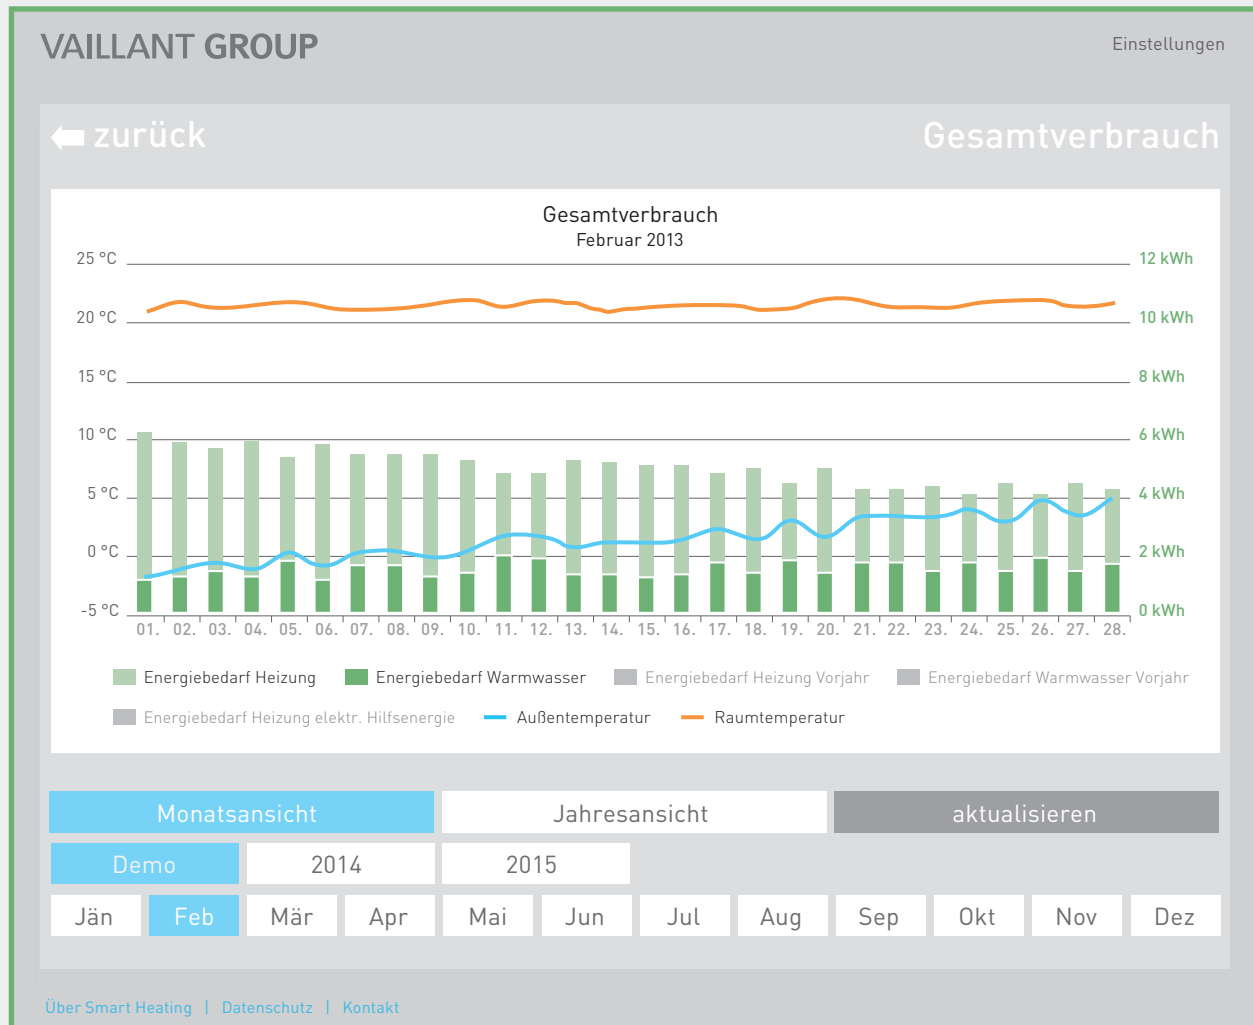 VAILLANT GROUP
Einstellungen
zurück
Gesamtverbrauch
Gesamtverbrauch
Februar 2013
25 °C
12 kWh
20 °C
10 kWh
15 °C
8 kWh
10 °C
6 kWh
5 °C
4 kWh
0 °C
2 kWh
-5 °C
0 kWh
01. 02. 03. 04. 05. 06. 07. 08. 09. 10. 11. 12. 13. 14. 15. 16. 17. 18. 19. 20. 21. 22. 23. 24. 25. 26. 27. 28.
Energiebedarf Heizung Energiebedarf Warmwasser Energiebedarf Heizung Vorjahr Energiebedarf Warmwasser Vorjahr
Energiebedarf Heizung elektr. Hilfsenergie Außentemperatur Raumtemperatur
Monatsansicht Jahresansicht aktualisieren
Demo 2014 2015
Jän Feb Mär Apr Mai Jun Jul Aug Sep Okt Nov Dez
Über Smart Heating | Datenschutz | Kontakt